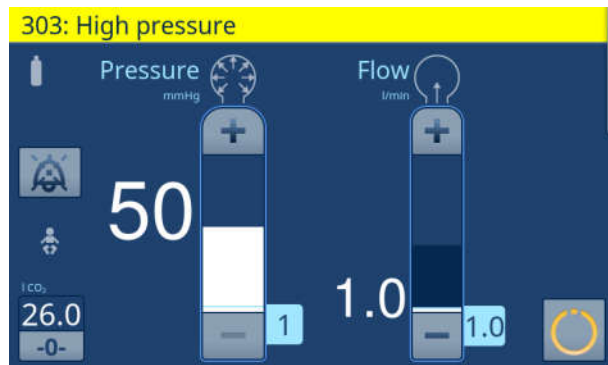 303: High pressure
Pressure
mmHg
Flow
l/min
50
1
1.0
1.0
l CO₂
26.0
-0-